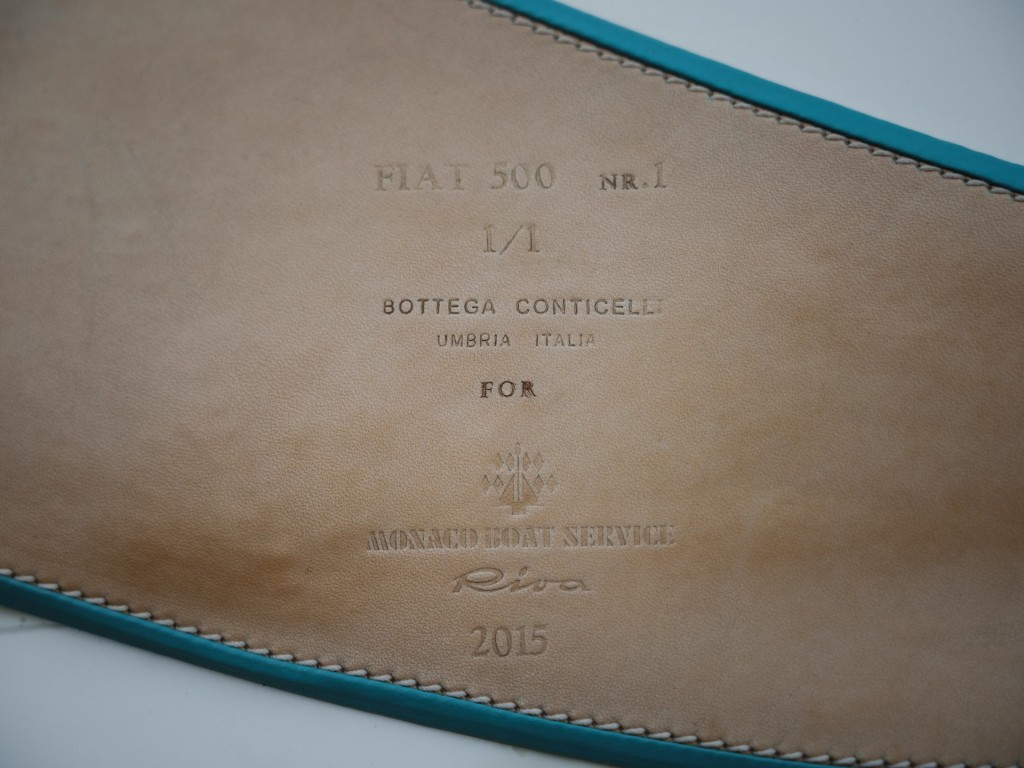 FIAT 500 NR.1
1/1
BOTTEGA CONTICELLI
UMBRIA ITALIA
FOR
MONACO BOAT SERVICE
Riva
2015